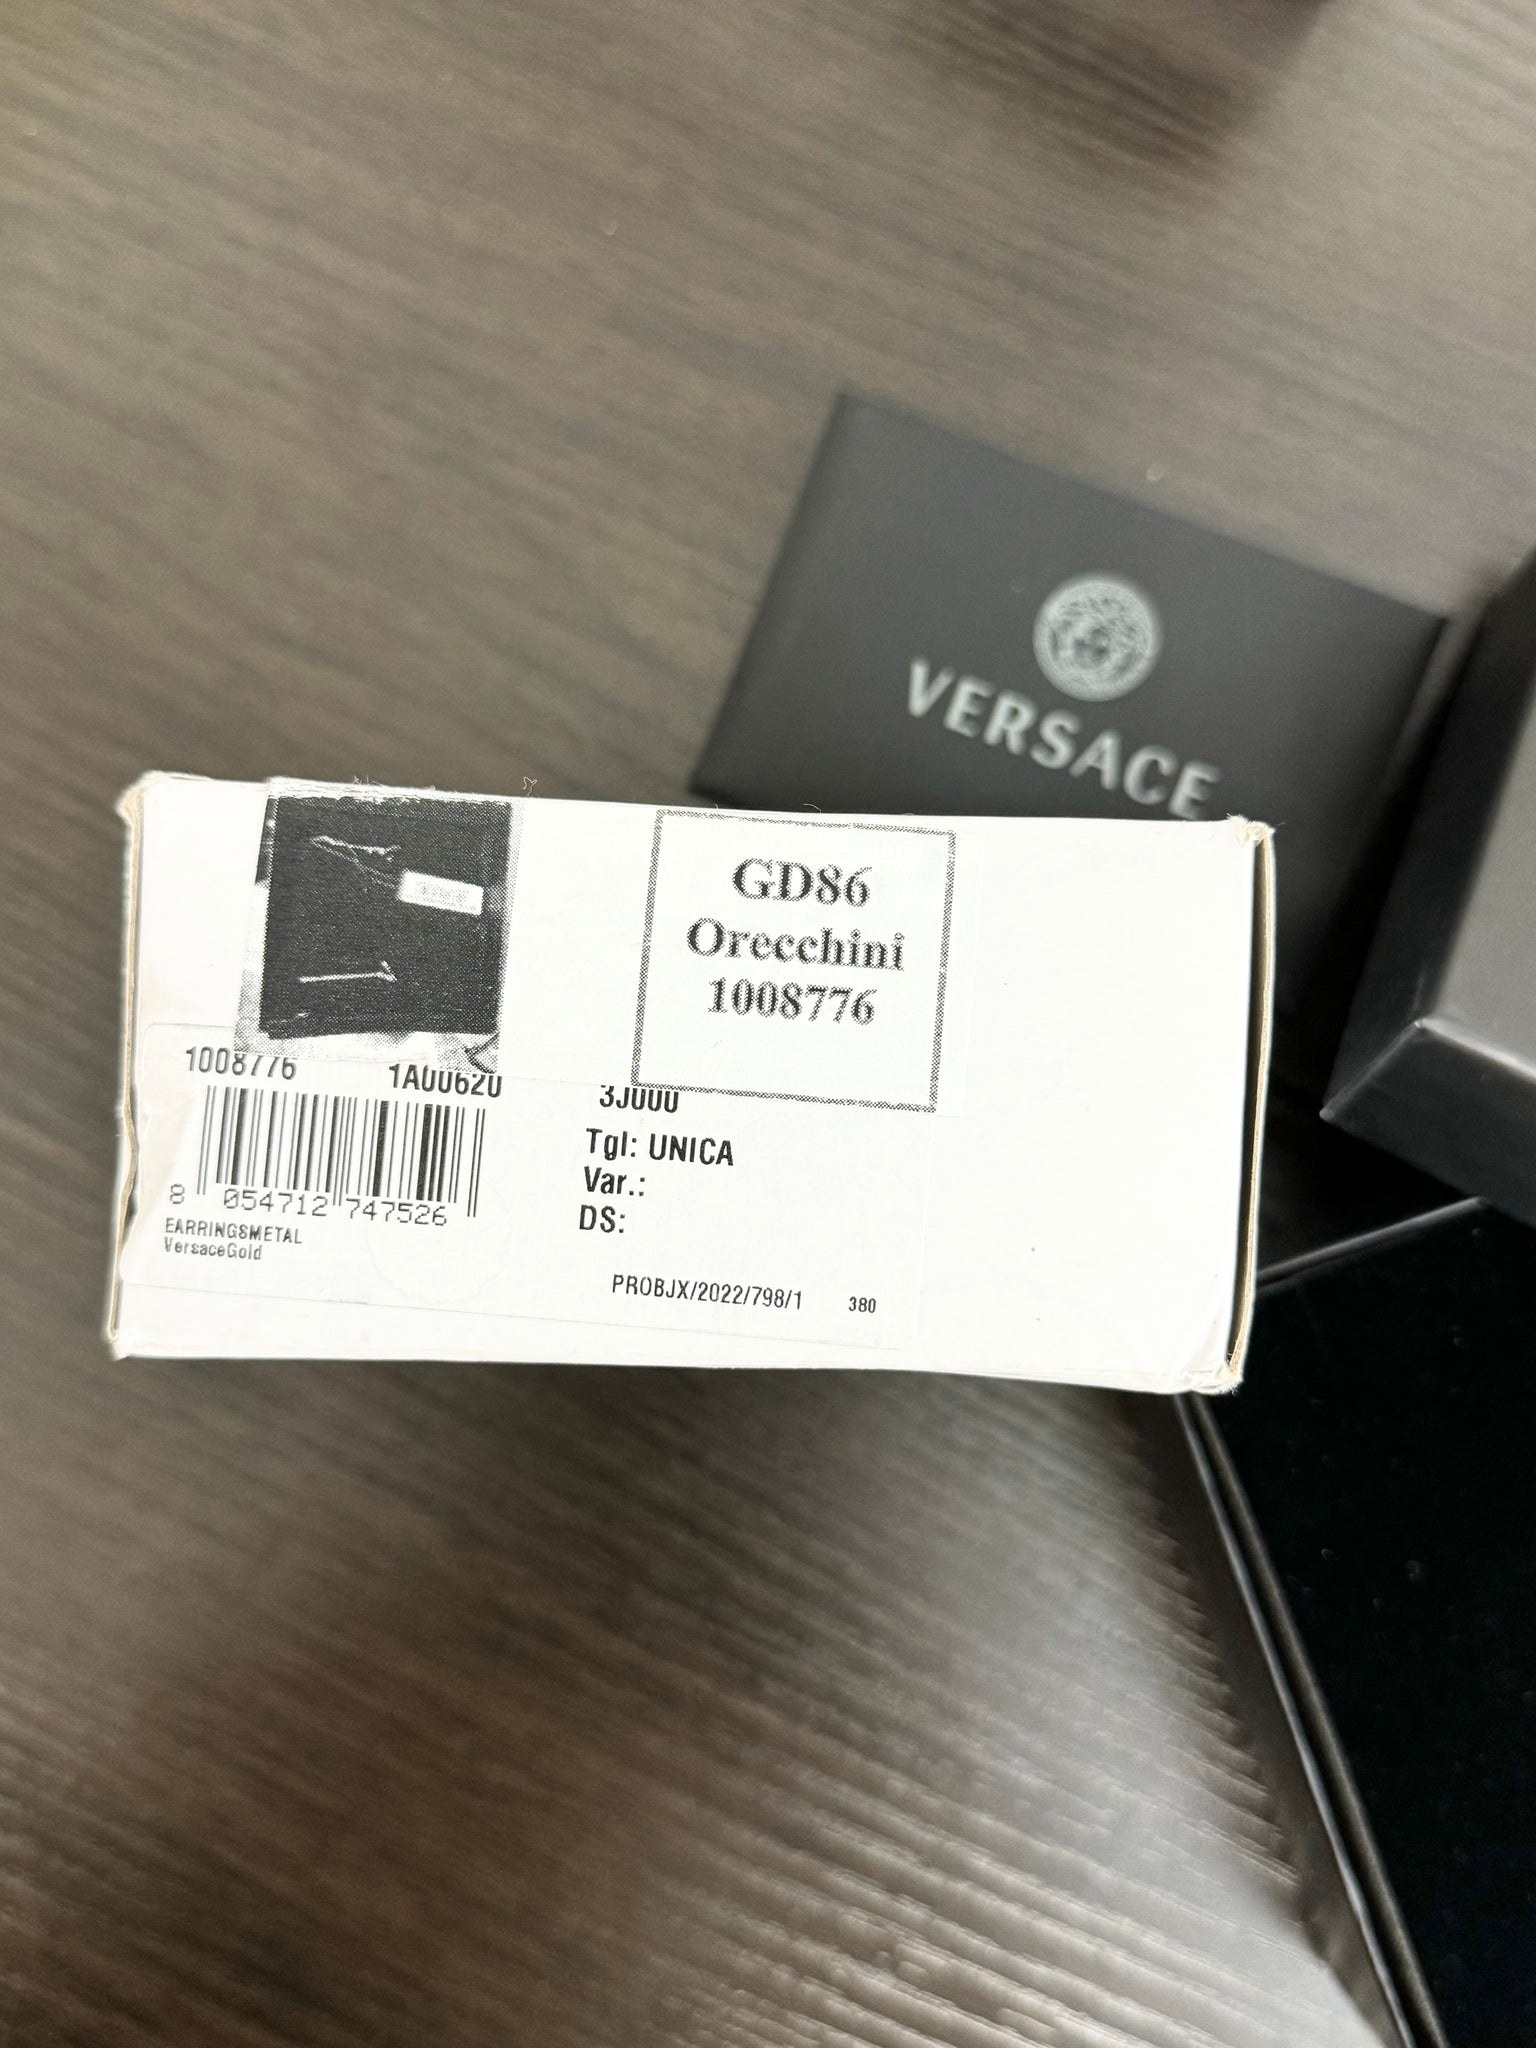 VERSACE
GD86
Orecchini
1008776
1008776 1A00620
3J000
Tgl: UNICA
Var.:
DS:
8 054712 747526
EARRINGSMETAL
VersaceGold
PROBJX/2022/798/1 380